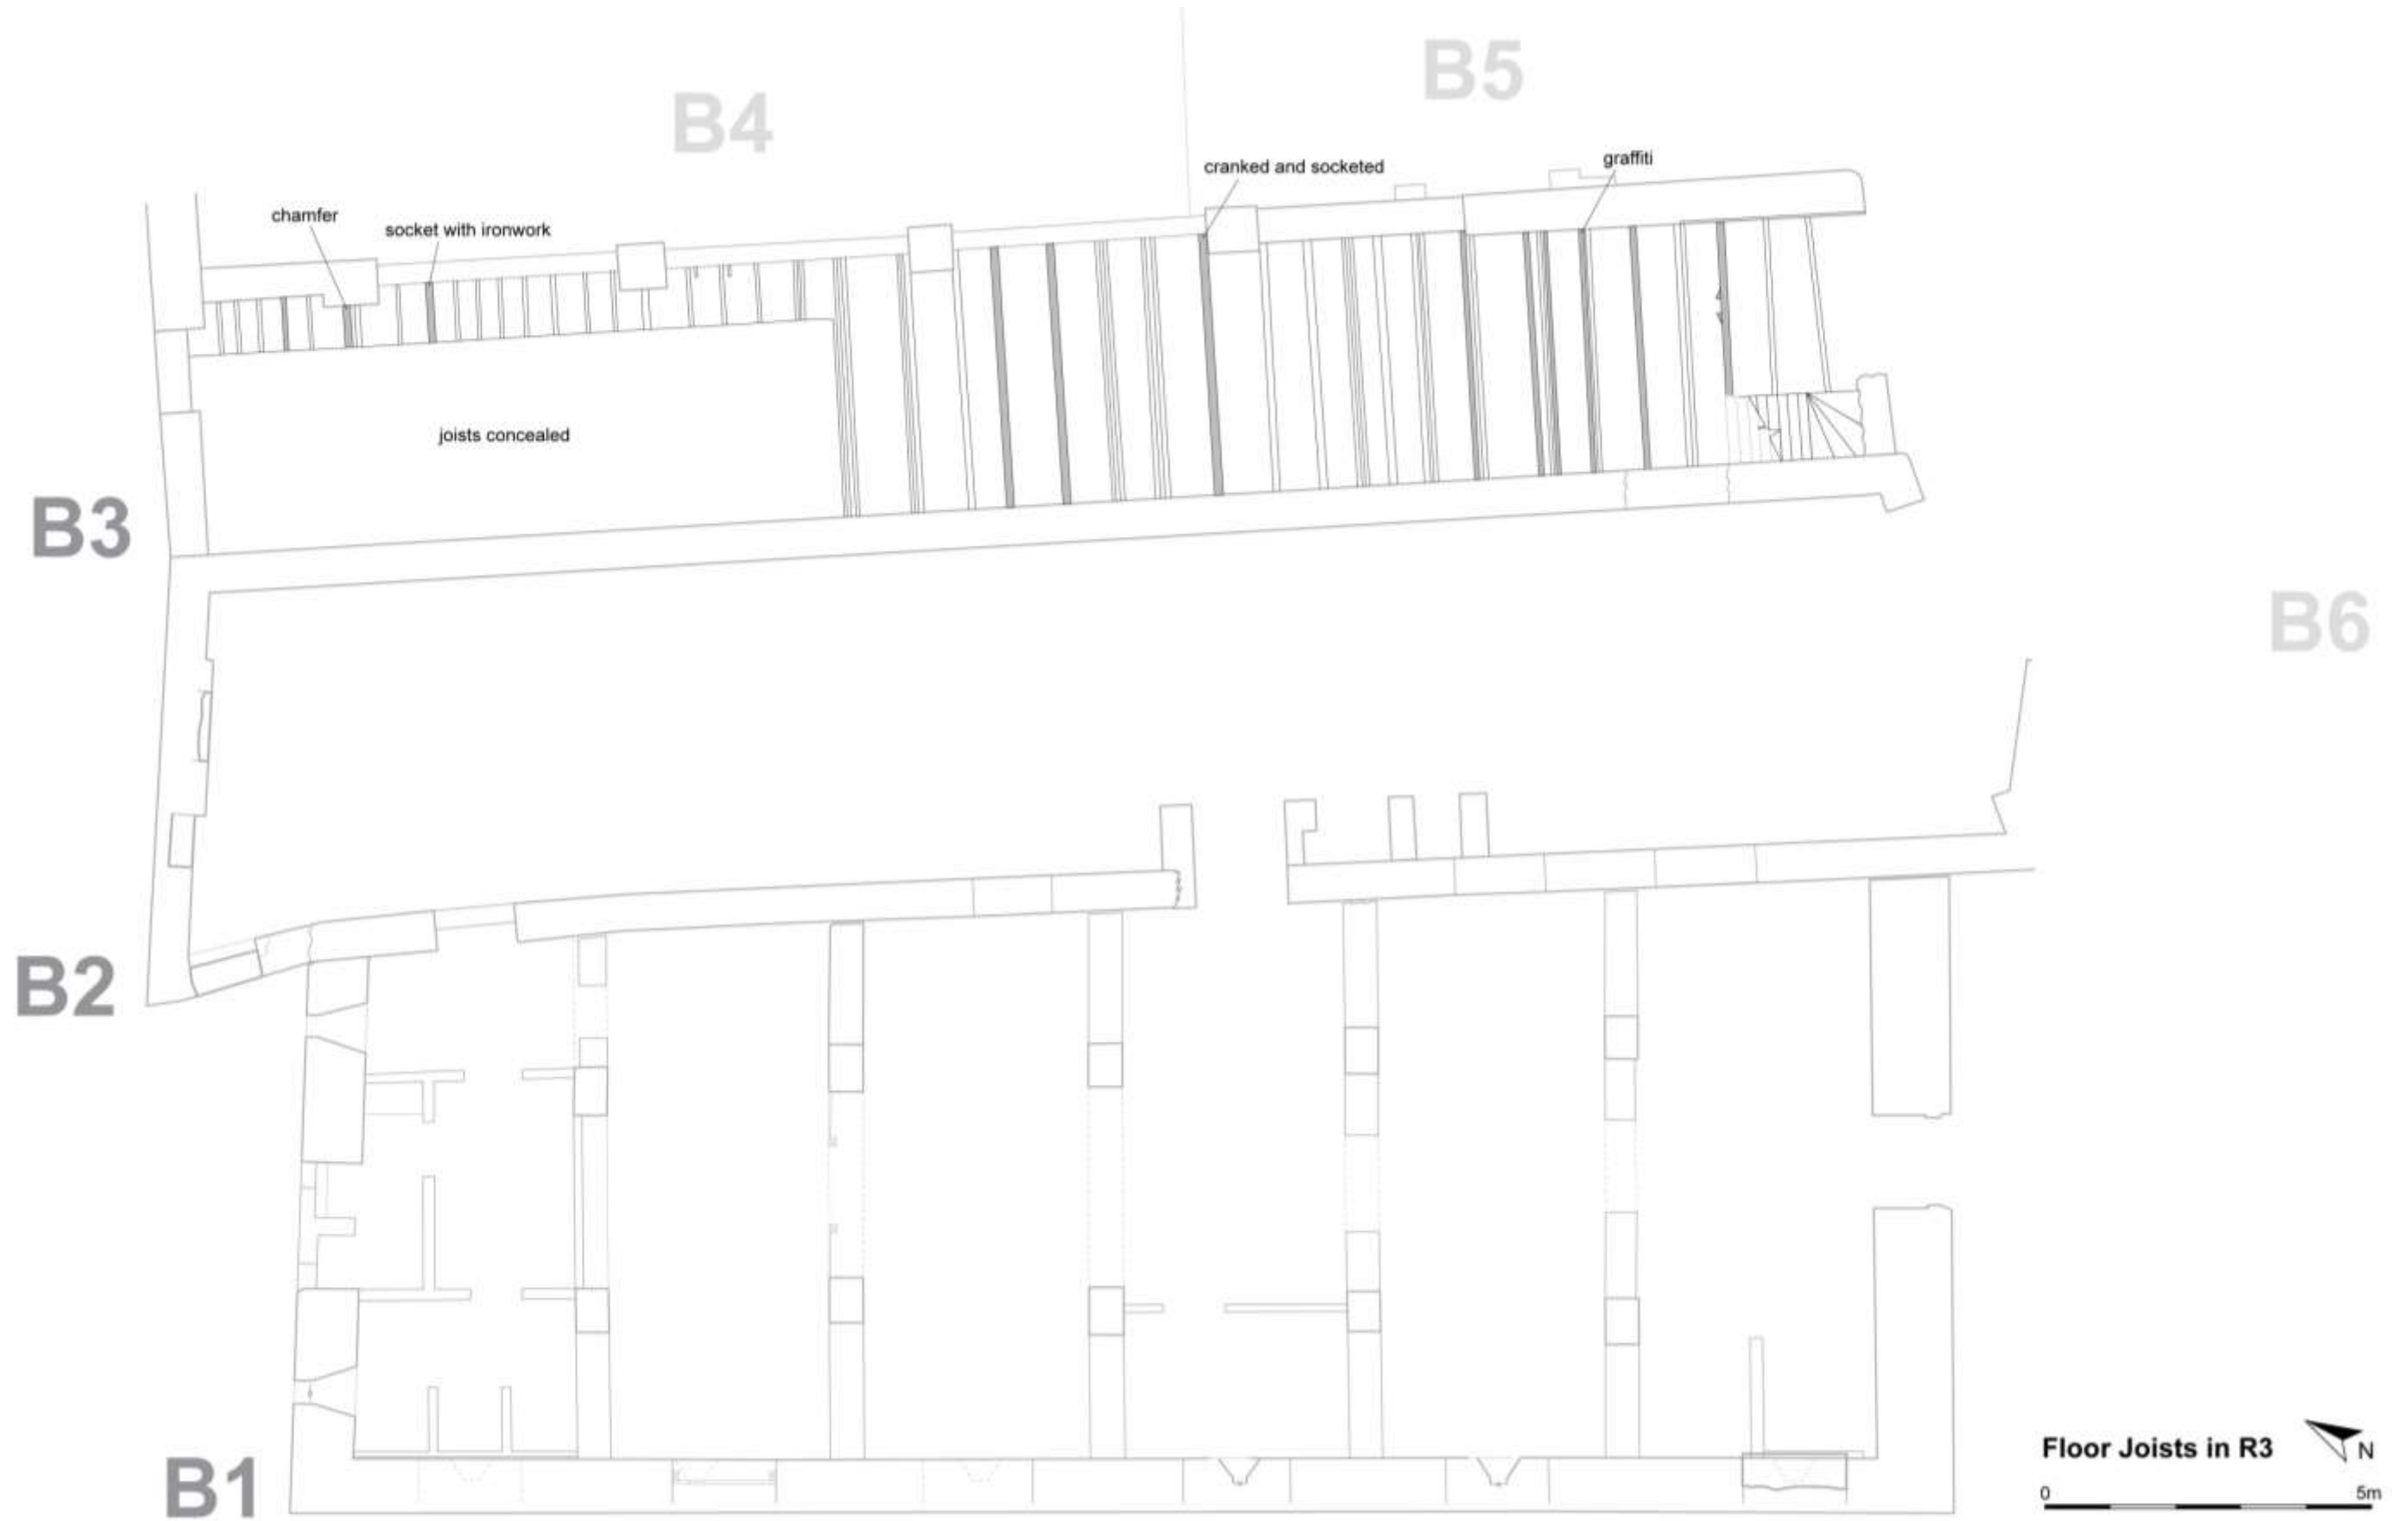 B5
B4
graffiti
cranked and socketed
chamfer
socket with ironwork
joists concealed
B3
B6
B2
Floor Joists in R3
N
B1
0 5m